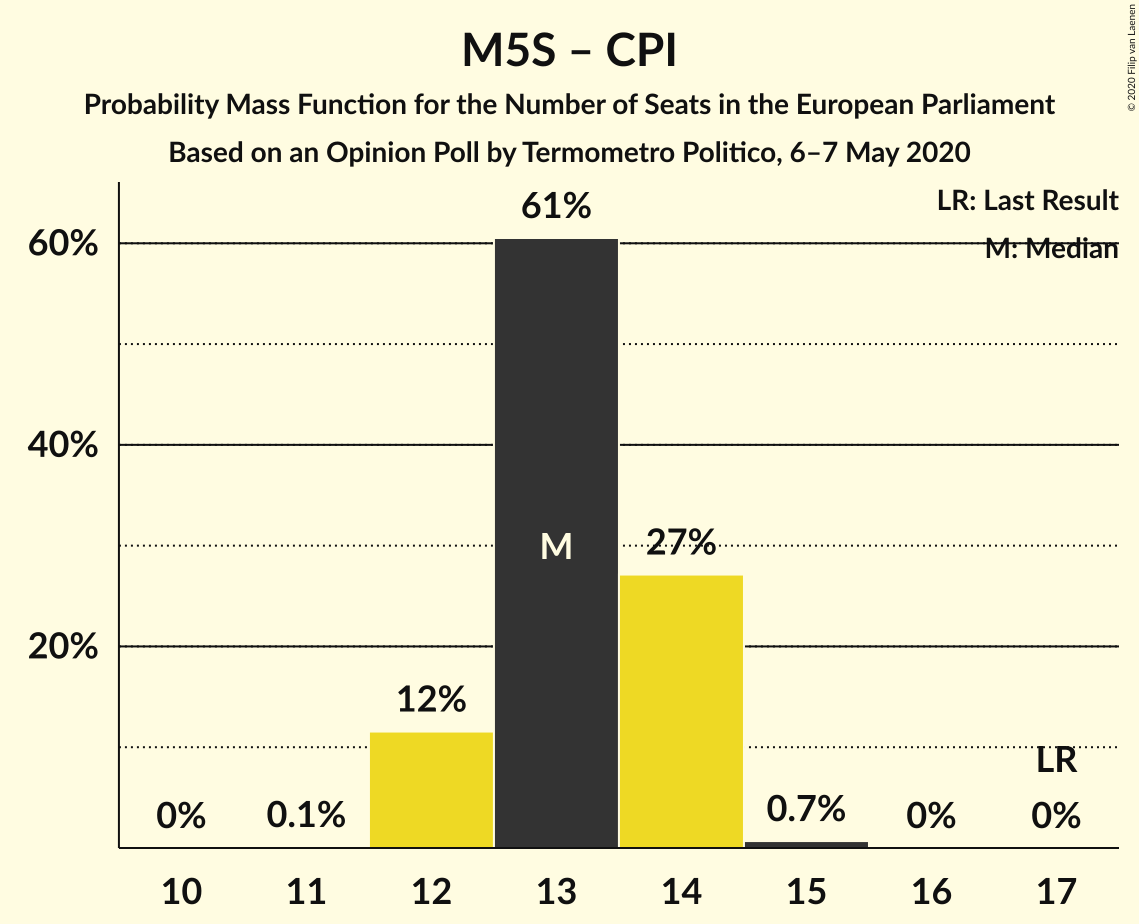 M5S – CPI
Probability Mass Function for the Number of Seats in the European Parliament
Based on an Opinion Poll by Termometro Politico, 6–7 May 2020
© 2020 Filip van Laenen
LR: Last Result
M: Median
60%
40%
20%
0%
0.1%
12%
61%
M
27%
0.7%
0%
LR
0%
10 11 12 13 14 15 16 17